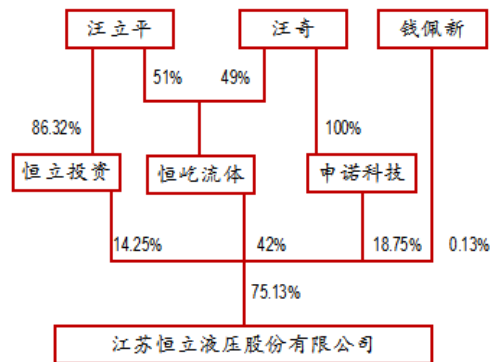 汪立平
汪奇
钱佩新
51%
49%
86.32%
100%
恒立投资
恒屹流体
申诺科技
14.25%
42%
18.75%
0.13%
75.13%
江苏恒立液压股份有限公司